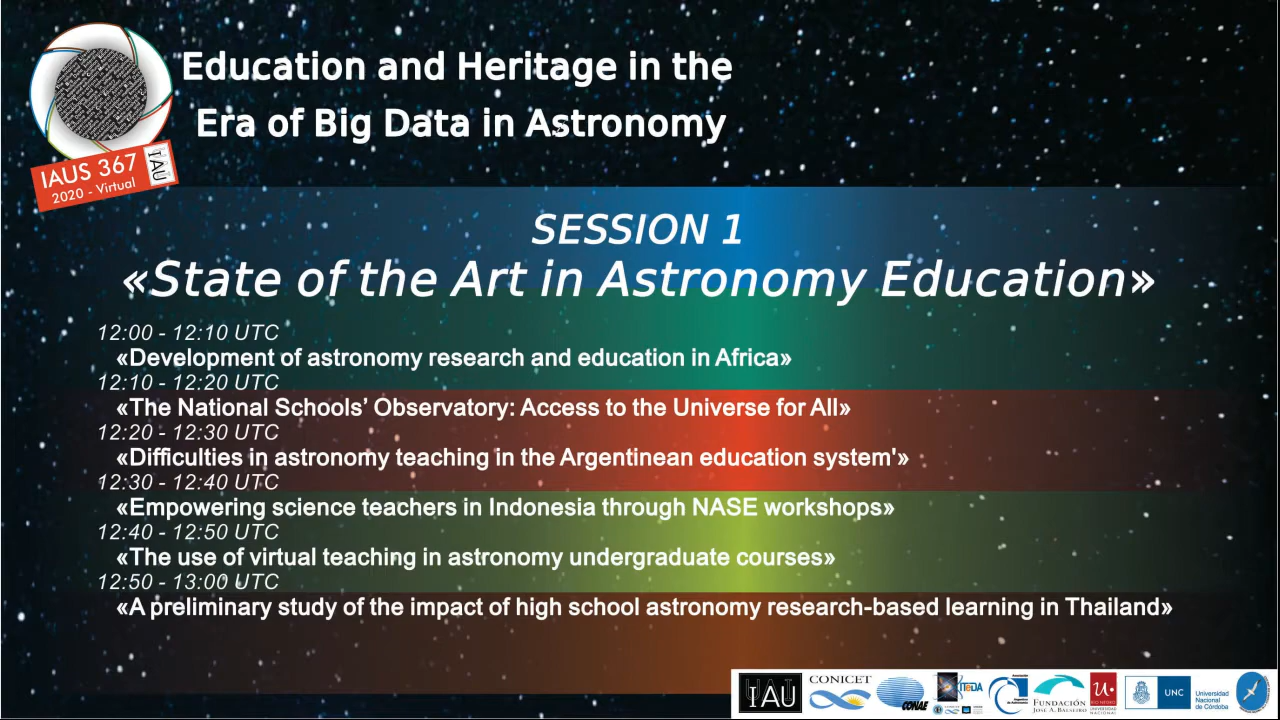 Education and Heritage in the
Era of Big Data in Astronomy
IAUS 367
2020 - Virtual
IAU
SESSION 1
«State of the Art in Astronomy Education»
12:00 - 12:10 UTC
«Development of astronomy research and education in Africa»
12:10 - 12:20 UTC
«The National Schools’ Observatory: Access to the Universe for All»
12:20 - 12:30 UTC
«Difficulties in astronomy teaching in the Argentinean education system'»
12:30 - 12:40 UTC
«Empowering science teachers in Indonesia through NASE workshops»
12:40 - 12:50 UTC
«The use of virtual teaching in astronomy undergraduate courses»
12:50 - 13:00 UTC
«A preliminary study of the impact of high school astronomy research-based learning in Thailand»
IAU
CONICET
CONAE
ITeDA
FUNDACIÓN
JOSÉ A. BALSEIRO
UNC
Universidad
Nacional
de Córdoba